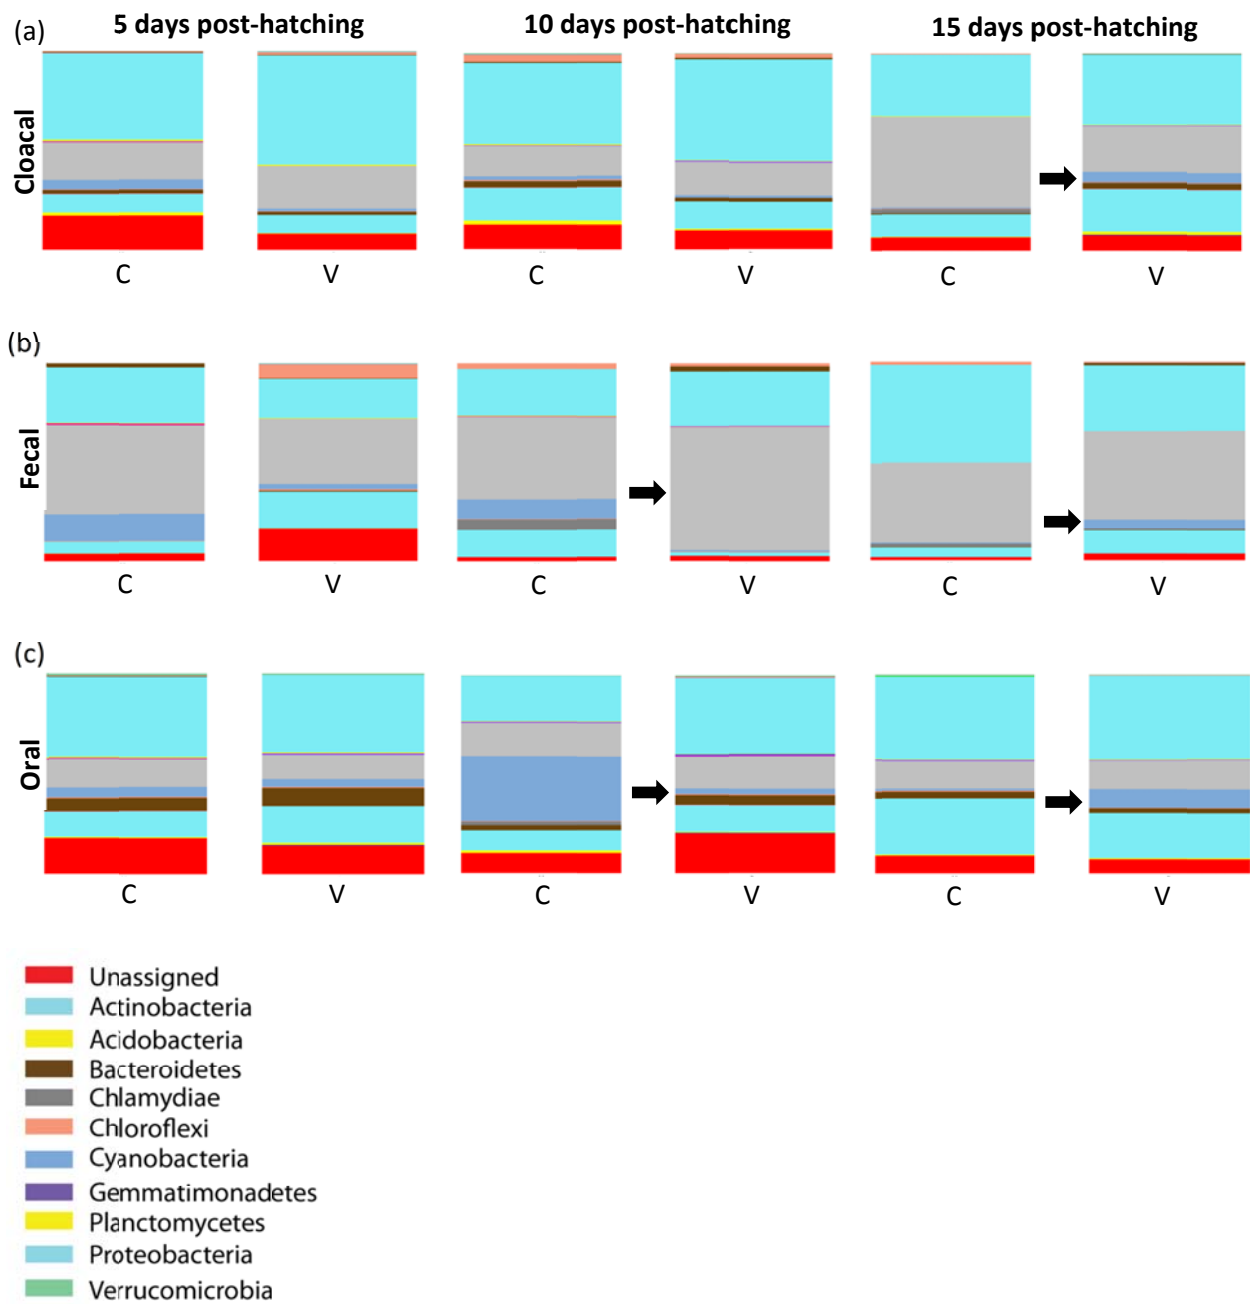 (a)
5 days post-hatching
10 days post-hatching
15 days post-hatching
Cloacal
C
V
C
V
C
V
(b)
Fecal
C
V
C
V
C
V
(c)
Oral
C
V
C
V
C
V
Unassigned
Actinobacteria
Acidobacteria
Bacteroidetes
Chlamydiae
Chloroflexi
Cyanobacteria
Gemmatimonadetes
Planctomycetes
Proteobacteria
Verrucomicrobia